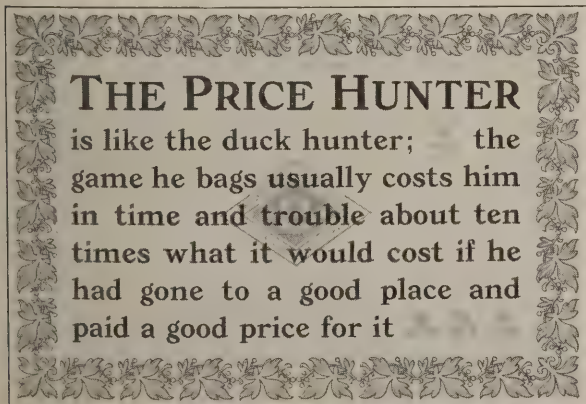 THE PRICE HUNTER
is like the duck hunter; the
game he bags usually costs him
in time and trouble about ten
times what it would cost if he
had gone to a good place and
paid a good price for it